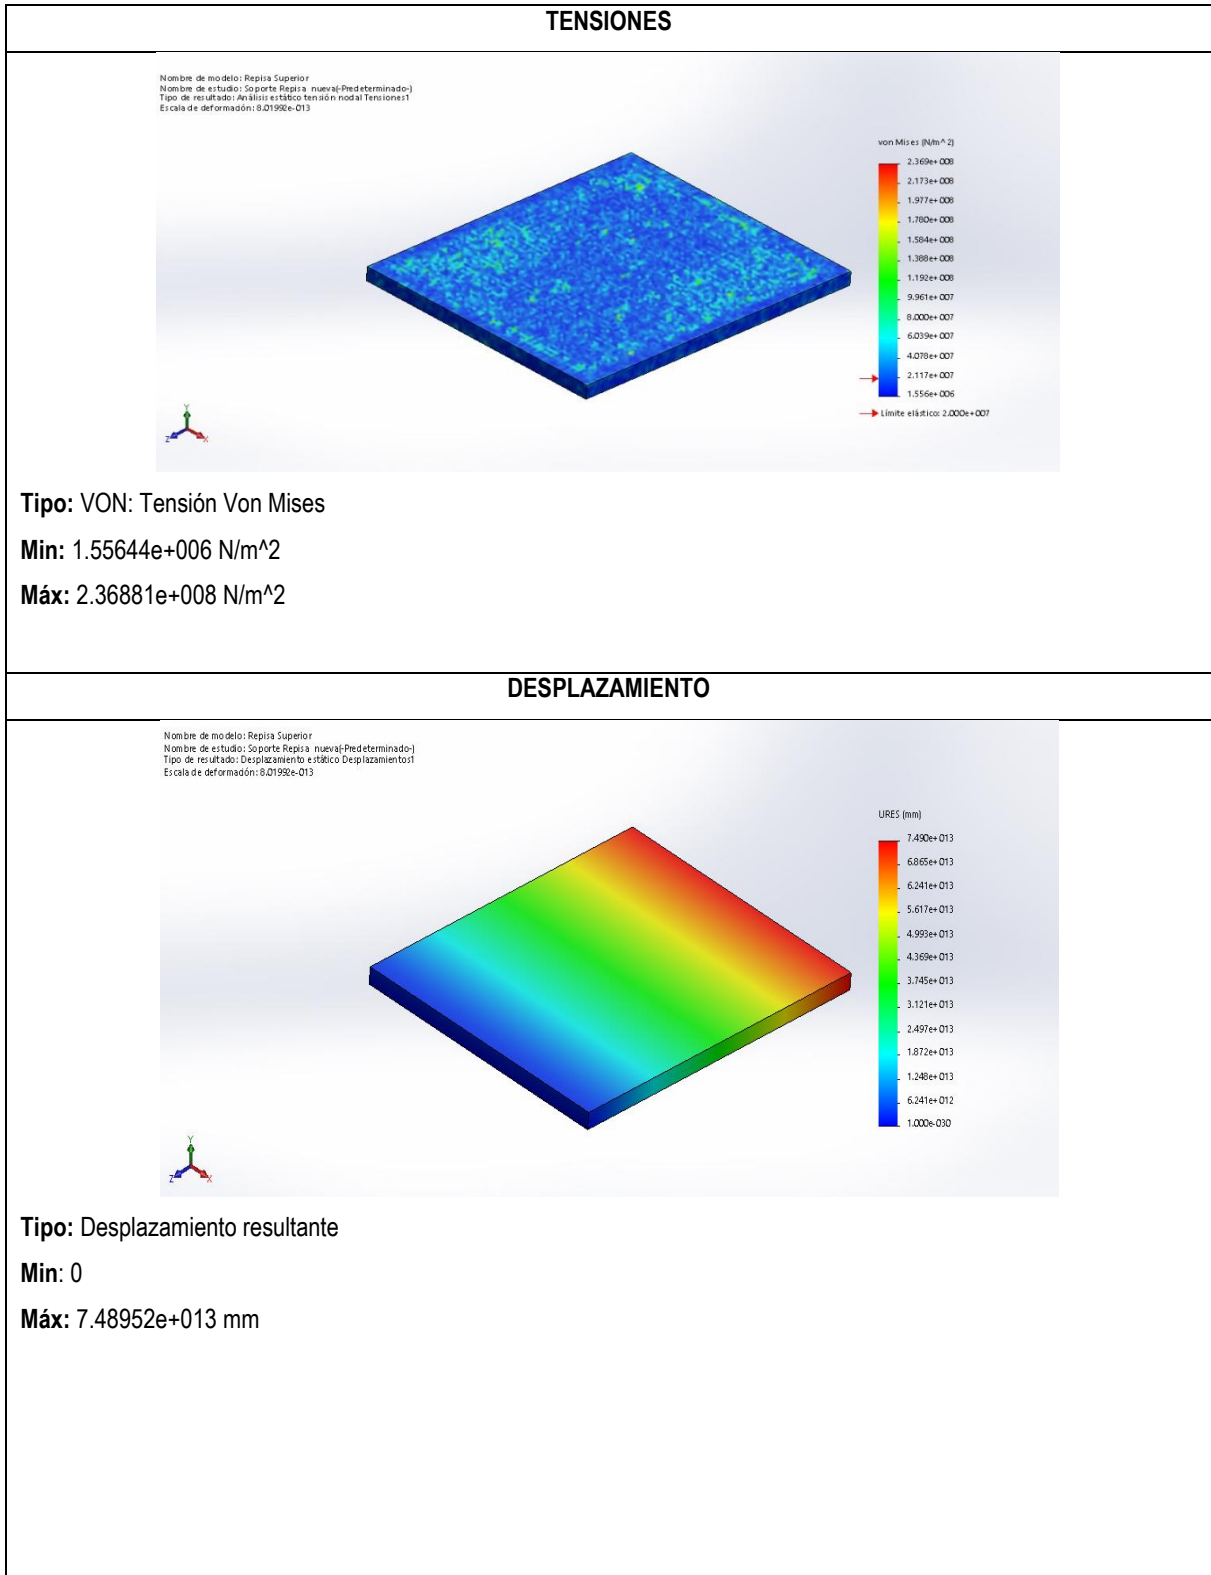 TENSIONES
Nombre de modelo: Repisa Superior
Nombre de estudio: Soporte Repisa nueva(-Predeterminado-)
Tipo de resultado: Análisis estático tensión nodal Tensiones1
Escala de deformación: 8.01992e-013
von Mises (N/m^2)
2.369e+008
2.173e+008
1.977e+008
1.780e+008
1.584e+008
1.388e+008
1.192e+008
9.961e+007
8.000e+007
6.039e+007
4.078e+007
2.117e+007
1.556e+006
Límite elástico: 2.000e+007
Y
Z
X
Tipo: VON: Tensión Von Mises
Min: 1.55644e+006 N/m^2
Máx: 2.36881e+008 N/m^2
DESPLAZAMIENTO
Nombre de modelo: Repisa Superior
Nombre de estudio: Soporte Repisa nueva(-Predeterminado-)
Tipo de resultado: Desplazamiento estático Desplazamientos1
Escala de deformación: 8.01992e-013
URES (mm)
7.490e+013
6.865e+013
6.241e+013
5.617e+013
4.993e+013
4.369e+013
3.745e+013
3.121e+013
2.497e+013
1.872e+013
1.248e+013
6.241e+012
1.000e-030
Y
Z
X
Tipo: Desplazamiento resultante
Min: 0
Máx: 7.48952e+013 mm